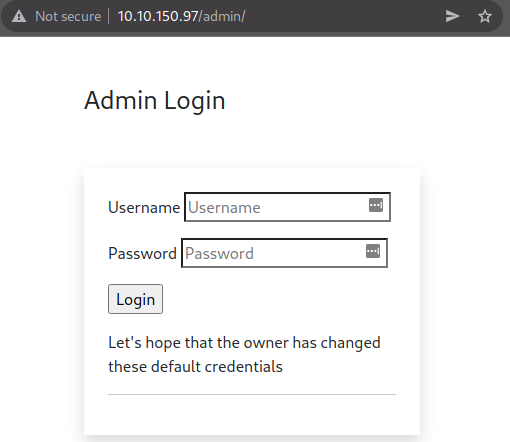 Not secure | 10.10.150.97/admin/
Admin Login
Username Username
Password Password
Login
Let's hope that the owner has changed
these default credentials